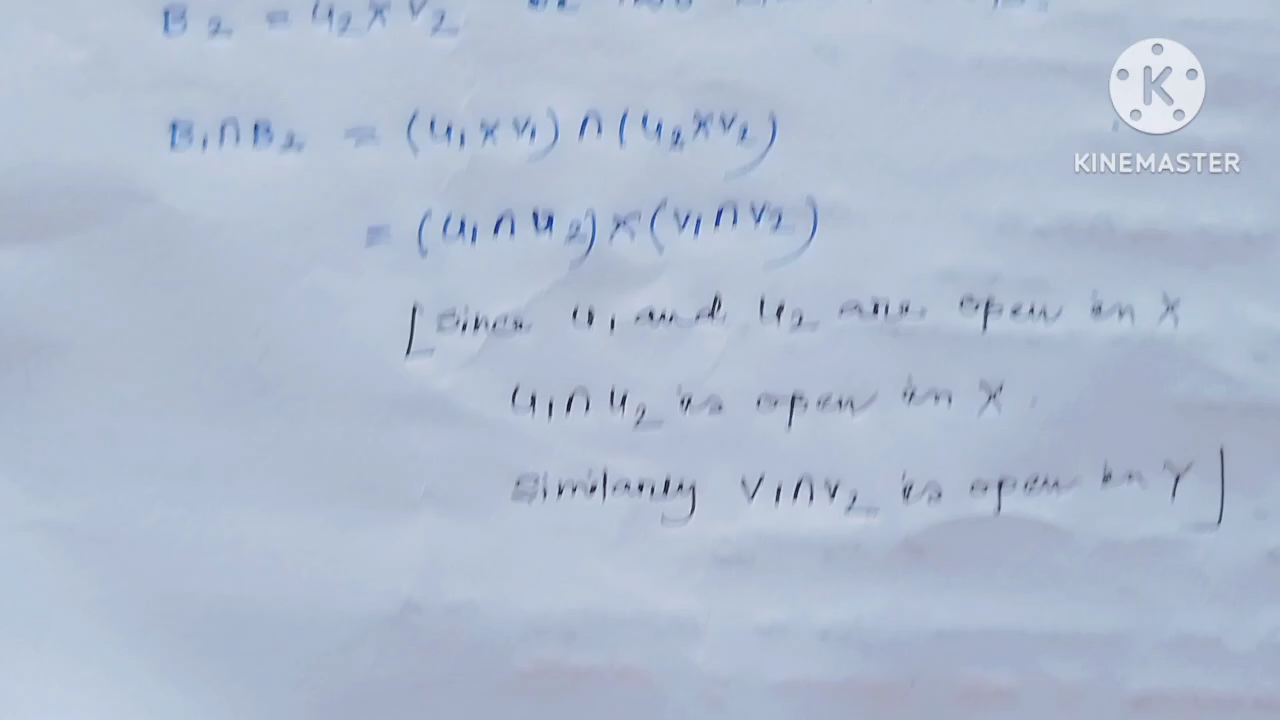 B2 = U2 x V2
B1∩B2 = (U1 x V1) ∩ (U2 x V2)
= (U1 ∩ U2) x (V1 ∩ V2)
[since U1 and U2 are open in X
U1∩U2 is open in X.
similarly V1∩V2 is open in Y]
K
KINEMASTER